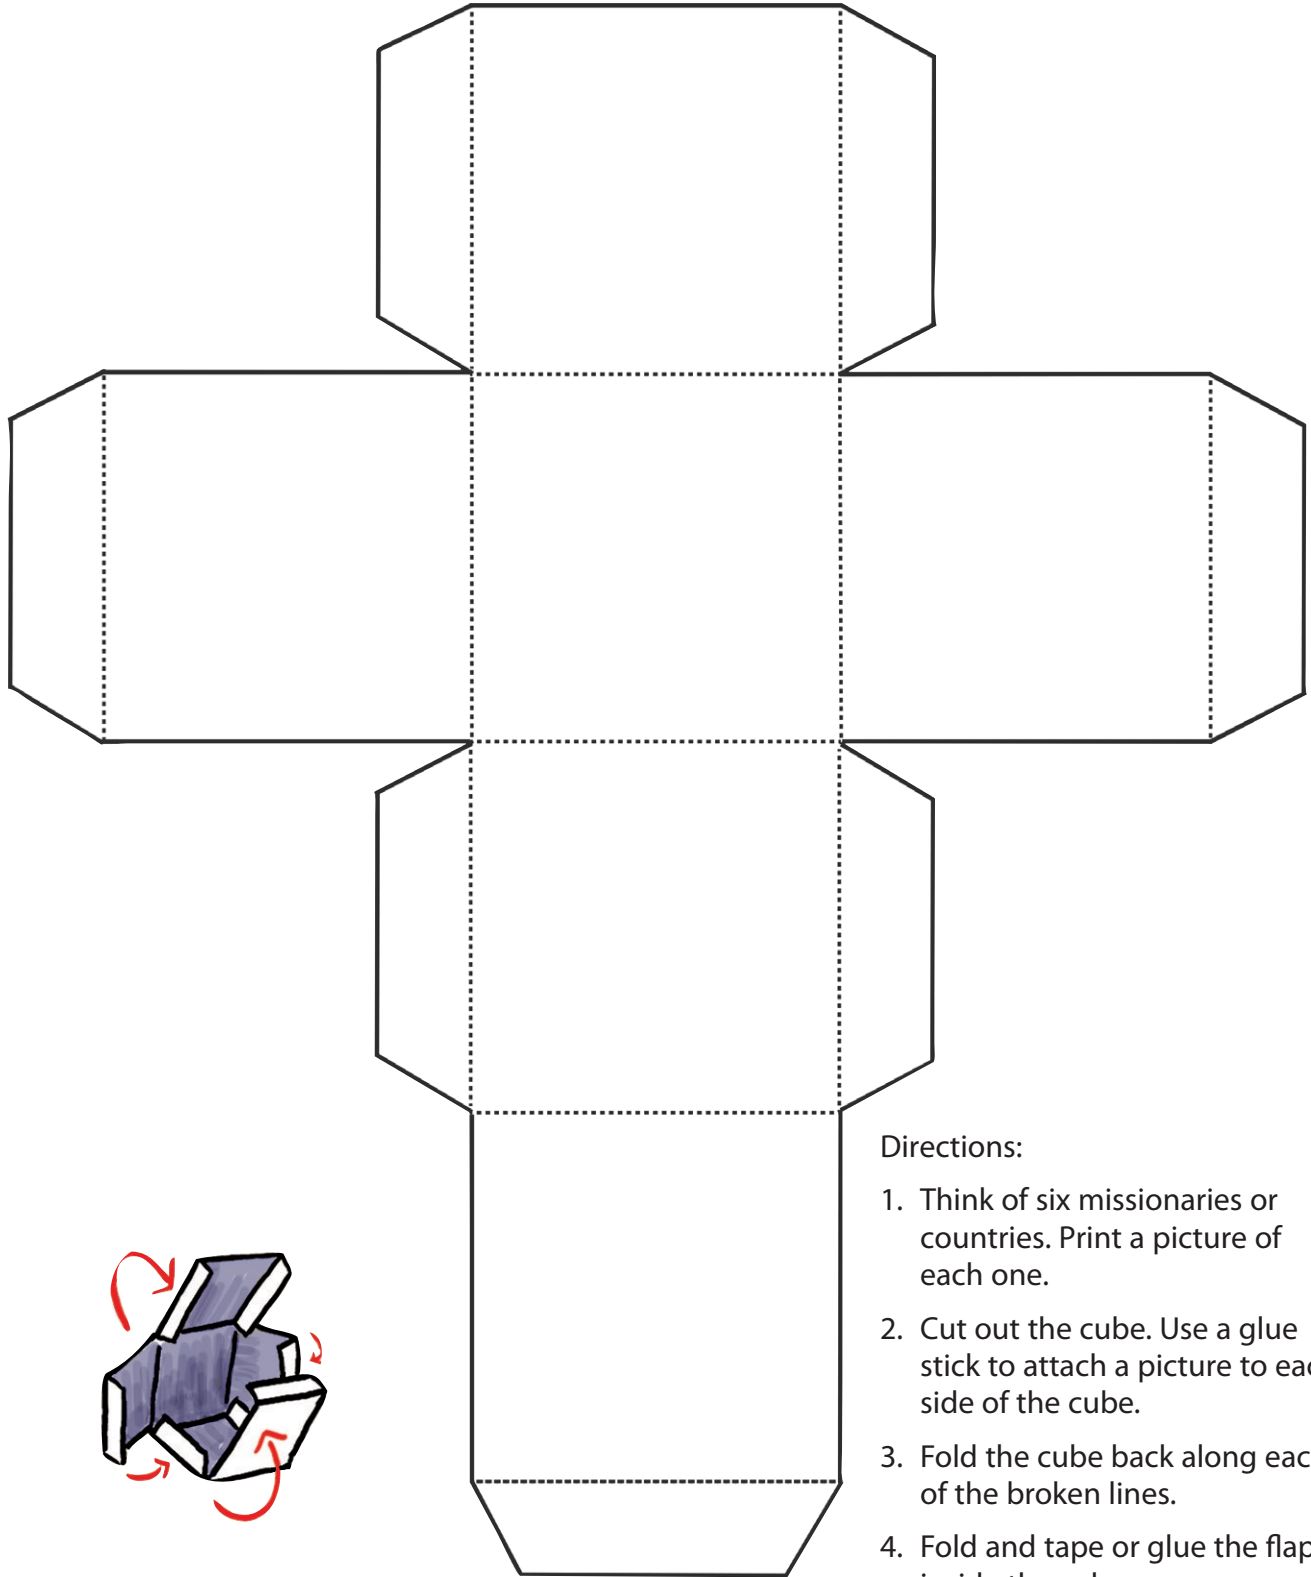 Directions:
1. Think of six missionaries or
countries. Print a picture of
each one.
2. Cut out the cube. Use a glue
stick to attach a picture to
side of the cube.
3. Fold the cube back along
of the broken lines.
4. Fold and tape or glue the